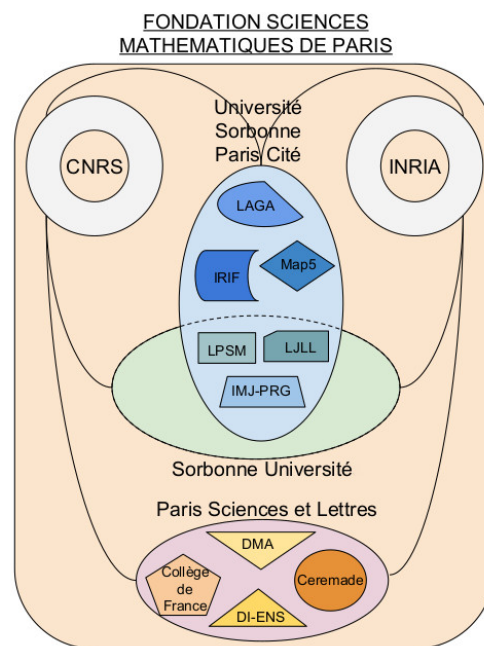 FONDATION SCIENCES
MATHEMATIQUES DE PARIS
Université
Sorbonne
Paris Cité
CNRS
INRIA
LAGA
IRIF
Map5
LPSM
LJLL
IMJ-PRG
Sorbonne Université
Paris Sciences et Lettres
DMA
Collège
de
France
Ceremade
DI-ENS